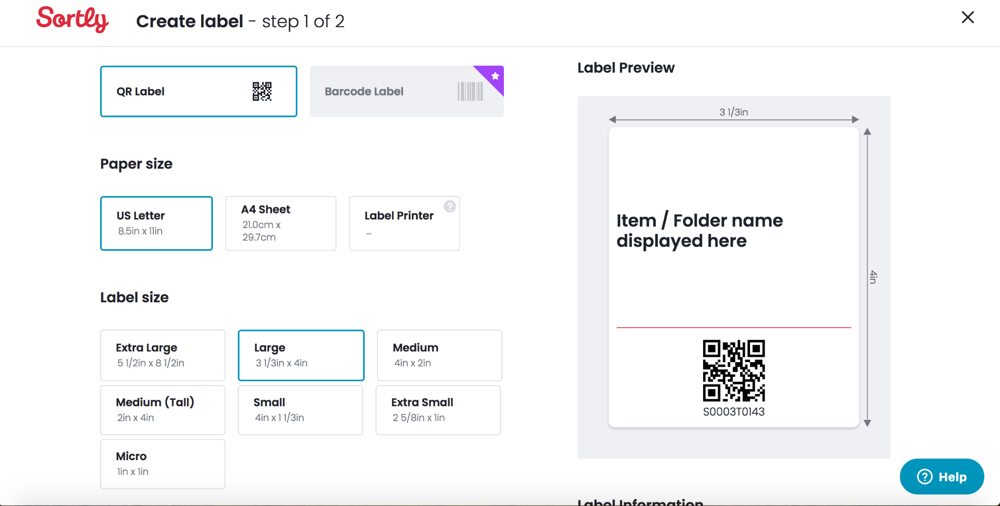 Sortly
Create label - step 1 of 2
QR Label
Barcode Label
Paper size
US Letter
8.5in x 11in
A4 Sheet
21.0cm x
29.7cm
Label Printer
?
...
Label size
Extra Large
5 1/2in x 8 1/2in
Large
3 1/3in x 4in
Medium
4in x 2in
Medium (Tall)
2in x 4in
Small
4in x 1 1/3in
Extra Small
2 5/8in x 1in
Micro
1in x 1in
Label Preview
3 1/3in
4in
Item / Folder name
displayed here
S0003T0143
Label Information
? Help